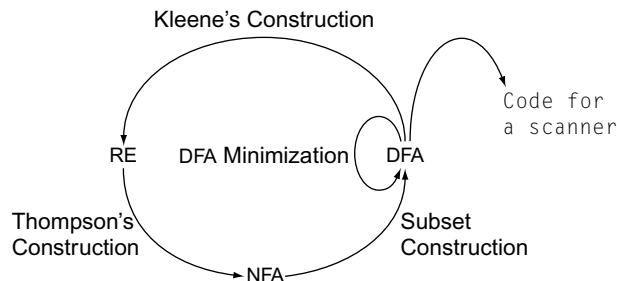 Kleene's Construction
Code for
a scanner
RE
DFA Minimization
DFA
Thompson's
Construction
Subset
Construction
NFA